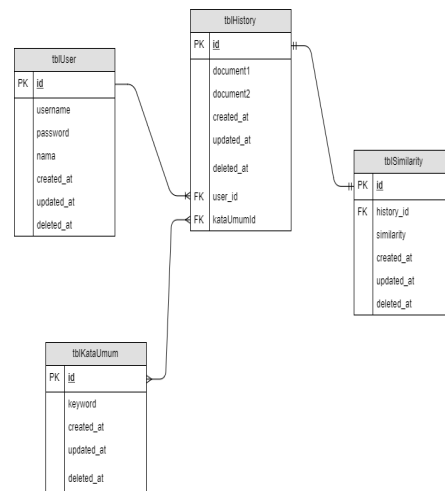 tblHistory
PK id
document1
document2
created_at
updated_at
deleted_at
FK user_id
FK kataUmumId
tblUser
PK id
username
password
nama
created_at
updated_at
deleted_at
tblSimilarity
PK id
FK history_id
similarity
created_at
updated_at
deleted_at
tblKataUmum
PK id
keyword
created_at
updated_at
deleted_at